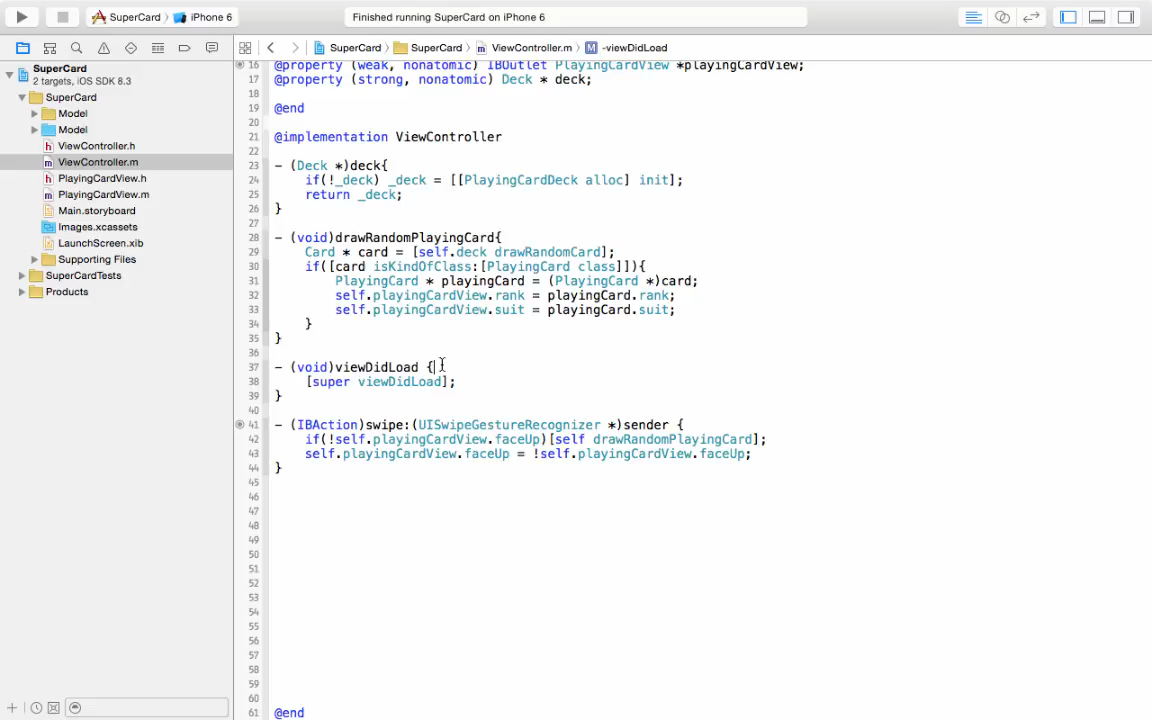 SuperCard > iPhone 6
Finished running SuperCard on iPhone 6
SuperCard
2 targets, iOS SDK 8.3
SuperCard
Model
Model
ViewController.h
ViewController.m
PlayingCardView.h
PlayingCardView.m
Main.storyboard
Images.xcassets
LaunchScreen.xib
Supporting Files
SuperCardTests
Products
SuperCard > SuperCard > ViewController.m > -viewDidLoad
16 @property (weak, nonatomic) IBOutlet PlayingCardView *playingCardView;
17 @property (strong, nonatomic) Deck * deck;
18
19 @end
20
21 @implementation ViewController
22
23 - (Deck *)deck{
24 if(!_deck) _deck = [[PlayingCardDeck alloc] init];
25 return _deck;
26 }
27
28 - (void)drawRandomPlayingCard{
29 Card * card = [self.deck drawRandomCard];
30 if([card isKindOfClass:[PlayingCard class]]){
31 PlayingCard * playingCard = (PlayingCard *)card;
32 self.playingCardView.rank = playingCard.rank;
33 self.playingCardView.suit = playingCard.suit;
34 }
35 }
36
37 - (void)viewDidLoad {
38 [super viewDidLoad];
39 }
40
41 - (IBAction)swipe:(UISwipeGestureRecognizer *)sender {
42 if(!self.playingCardView.faceUp)[self drawRandomPlayingCard];
43 self.playingCardView.faceUp = !self.playingCardView.faceUp;
44 }
45
46
47
48
49
50
51
52
53
54
55
56
57
58
59
60
61 @end